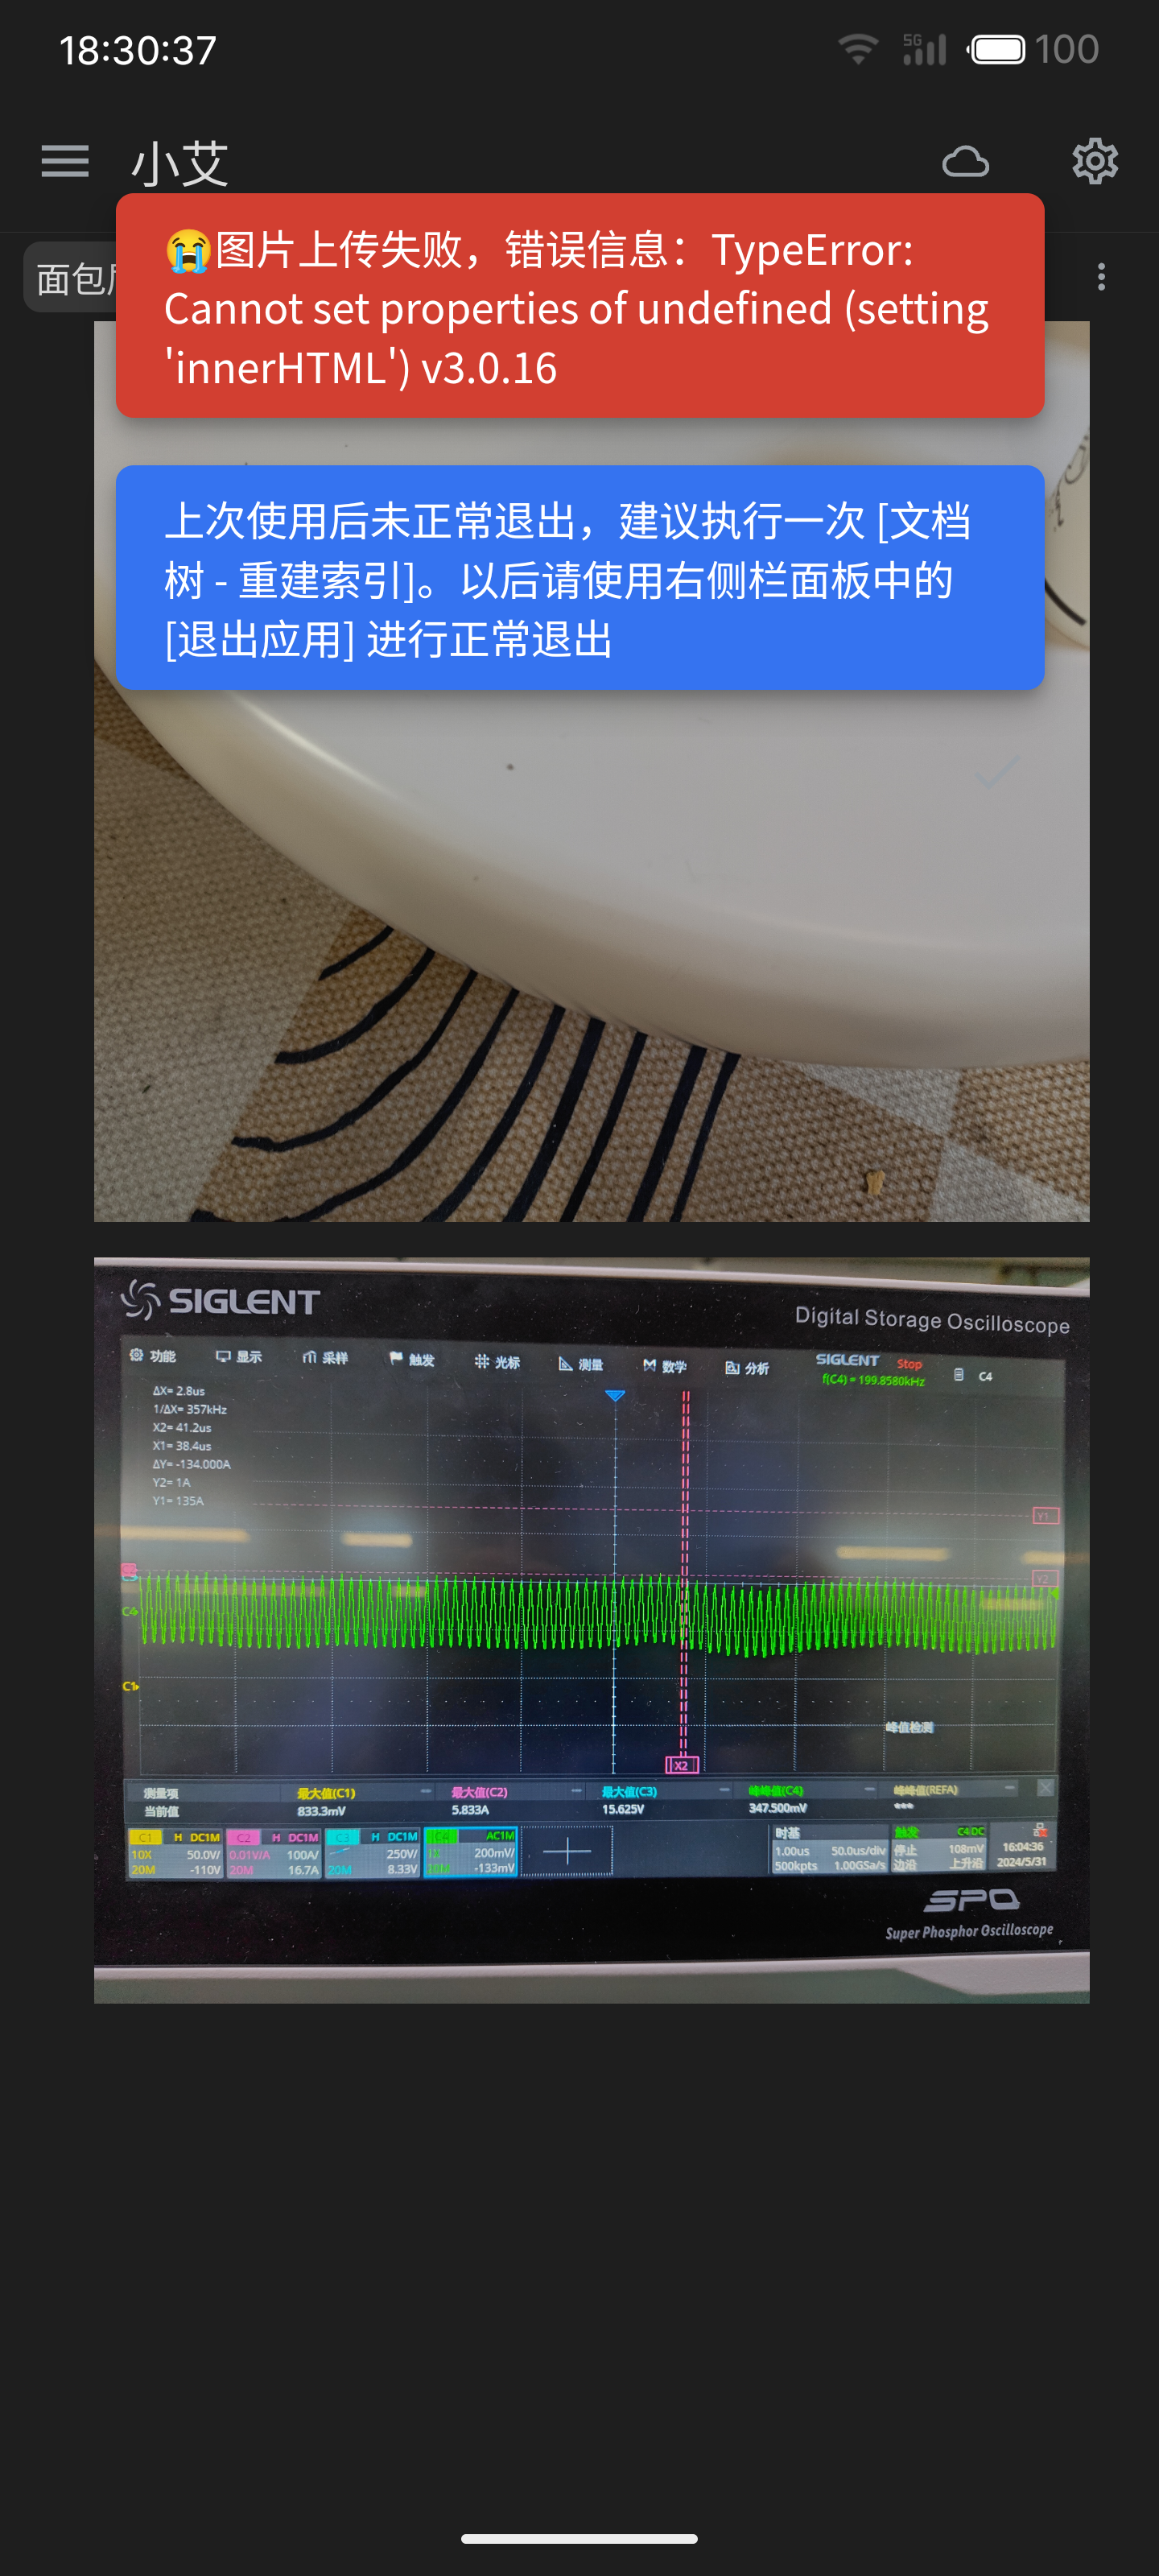 18:30:37
5G
100
小艾
😭图片上传失败，错误信息：TypeError:
Cannot set properties of undefined (setting
'innerHTML') v3.0.16
面包
上次使用后未正常退出，建议执行一次 [文档
树 - 重建索引]。以后请使用右侧栏面板中的
[退出应用] 进行正常退出
SIGLENT
Digital Storage Oscilloscope
功能 显示 采样 触发 光标 测量 数学 分析 SIGLENT Stop
f(C4) = 199.8580kHz C4
ΔX= 2.8us
1/ΔX= 357kHz
X2= 41.2us
X1= 38.4us
ΔY= -134.000A
Y2= 1A
Y1= 135A
Y1
Y2
C4
C1
峰值检测
X2
测量项 最大值(C1) 最大值(C2) 最大值(C3) 峰峰值(C4) 峰峰值(REFA)
当前值 833.3mV 5.833A 15.625V 347.500mV ***
C1 H DC1M C2 H DC1M C3 H DC1M C4 AC1M 时基 触发 C4 DC
10X 50.0V/ 0.01V/A 100A/ 250V/ 200mV/ 1.00us 50.0us/div 停止 108mV 16:04:36
20M -110V 20M 16.7A 20M 8.33V -133mV 500kpts 1.00GSa/s 边沿 上升沿 2024/5/31
SPO
Super Phosphor Oscilloscope